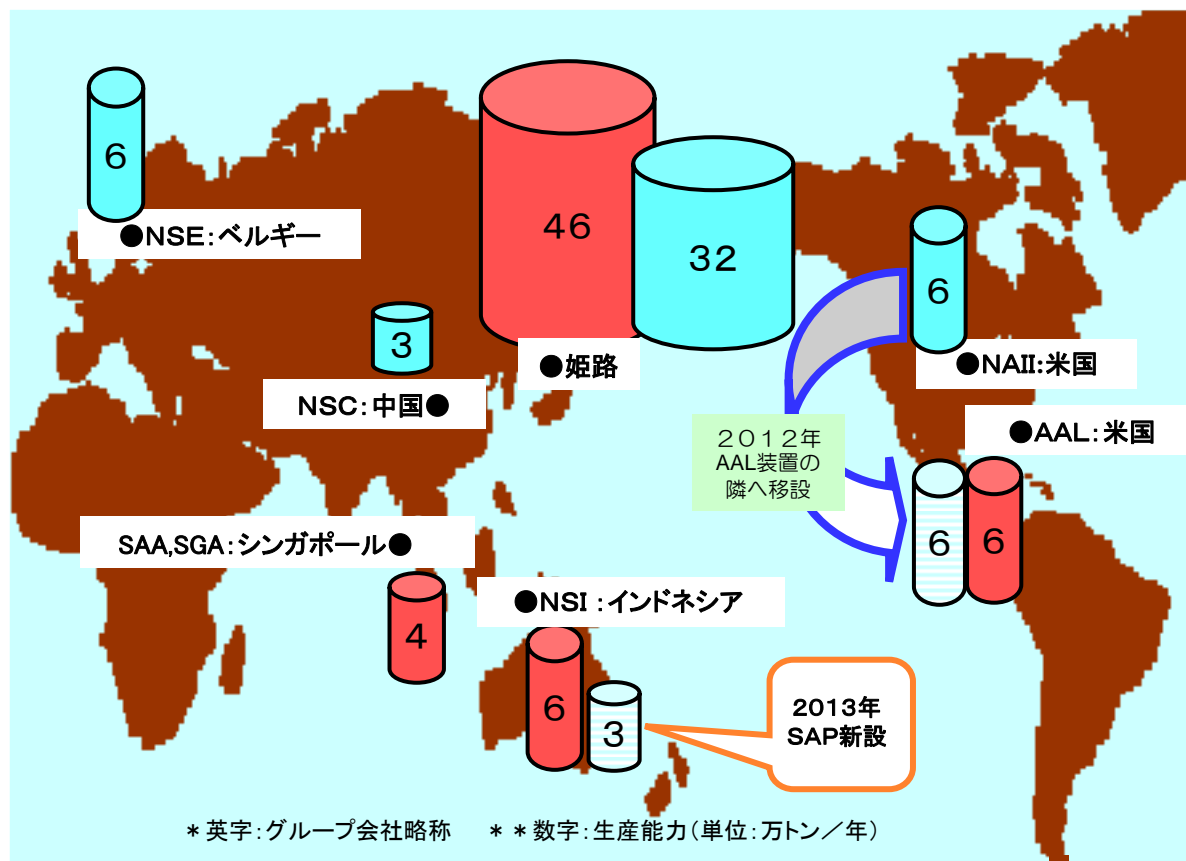 6
●NSE：ベルギー
46
32
6
3
●姫路
●NAII：米国
NSC：中国●
●AAL：米国
２０１２年
AAL装置の
隣へ移設
6
6
SAA,SGA：シンガポール●
●NSI ：インドネシア
4
6
3
2013年
SAP新設
＊英字：グループ会社略称　＊＊数字：生産能力（単位：万トン／年）